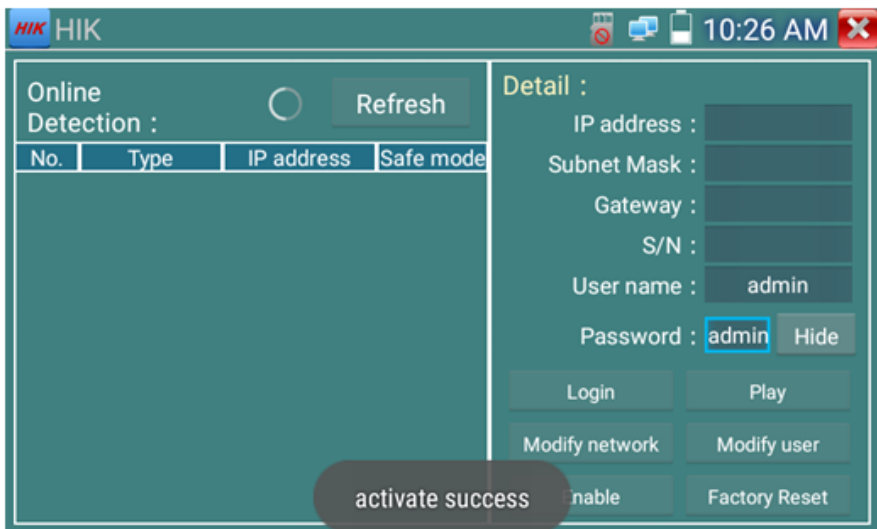 HIK HIK 10:26 AM
Online
Detection :
Refresh
No. Type IP address Safe mode
Detail :
IP address :
Subnet Mask :
Gateway :
S/N :
User name : admin
Password : admin Hide
Login Play
Modify network Modify user
nable Factory Reset
activate success